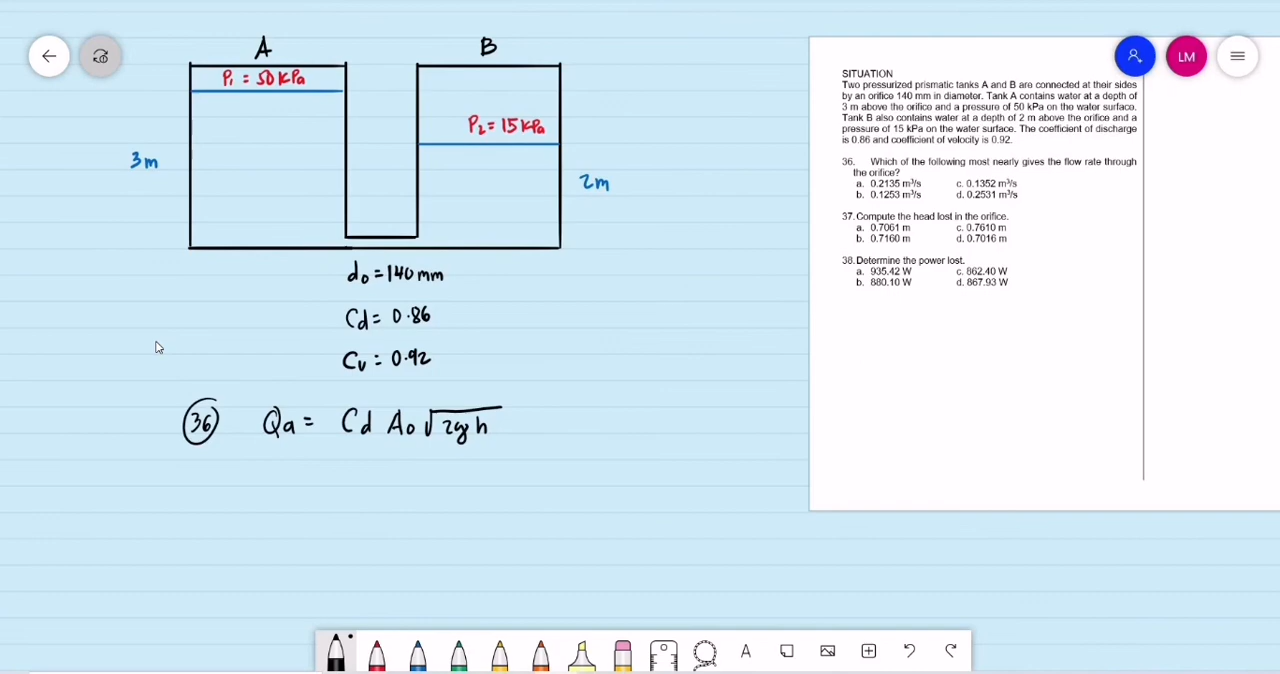 A
B
P₁ = 50 KPa
P₂ = 15 KPa
3m
2m
d₀ = 140 mm
Cd = 0.86
Cv = 0.92
36 Qa = Cd A₀ √2gh
LM
SITUATION
Two pressurized prismatic tanks A and B are connected at their sides
by an orifice 140 mm in diameter. Tank A contains water at a depth of
3 m above the orifice and a pressure of 50 kPa on the water surface.
Tank B also contains water at a depth of 2 m above the orifice and a
pressure of 15 kPa on the water surface. The coefficient of discharge
is 0.86 and coefficient of velocity is 0.92.
36. Which of the following most nearly gives the flow rate through
the orifice?
a. 0.2135 m³/s c. 0.1352 m³/s
b. 0.1253 m³/s d. 0.2531 m³/s
37. Compute the head lost in the orifice.
a. 0.7061 m c. 0.7610 m
b. 0.7160 m d. 0.7016 m
38. Determine the power lost.
a. 935.42 W c. 862.40 W
b. 880.10 W d. 867.93 W
A